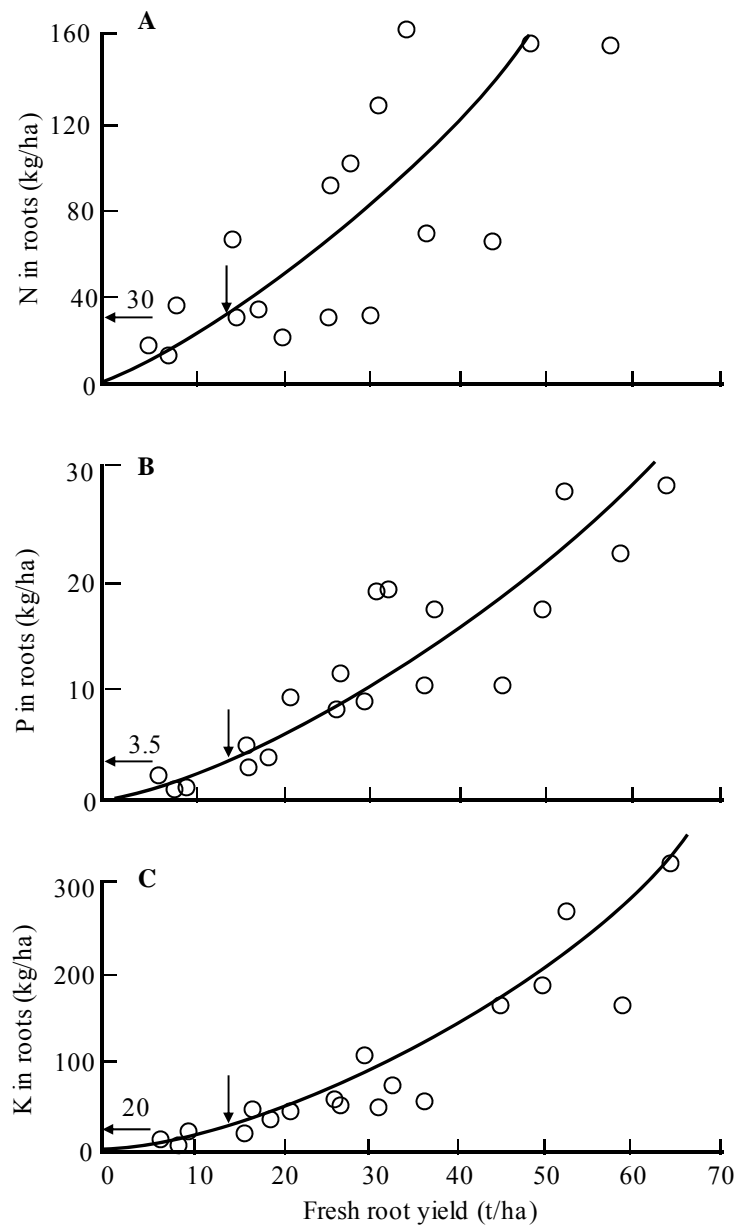 A
160
120
80
40
0
30
N in roots (kg/ha)
B
30
20
10
0
3.5
P in roots (kg/ha)
C
300
200
100
0
20
K in roots (kg/ha)
0 10 20 30 40 50 60 70
Fresh root yield (t/ha)